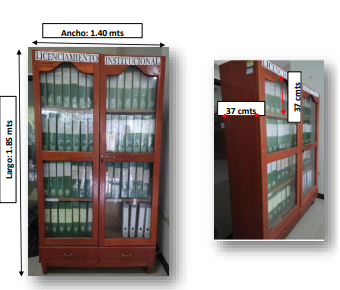 Ancho: 1.40 mts
LICENCIAMIENTO INSTITUCIONAL
Largo: 1.85 mts
37 cmts
37 cmts